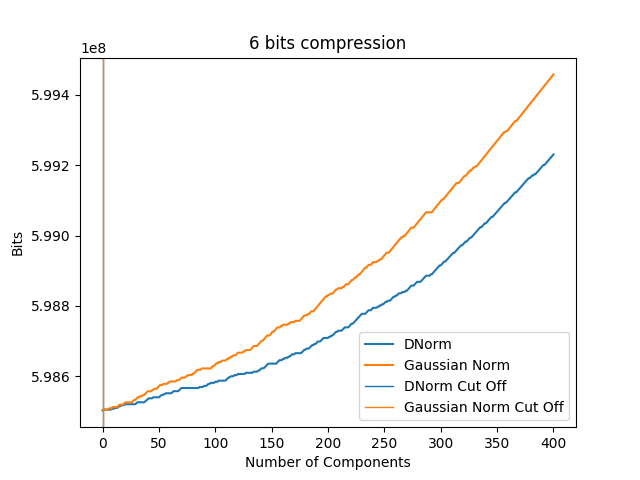 6 bits compression
1e8
5.994
5.992
5.990
5.988
5.986
Bits
0 50 100 150 200 250 300 350 400
Number of Components
DNorm
Gaussian Norm
DNorm Cut Off
Gaussian Norm Cut Off